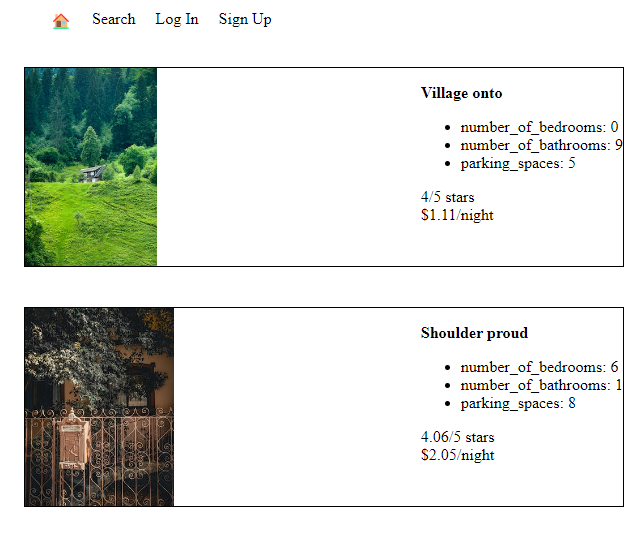 Search Log In Sign Up
Village onto
number_of_bedrooms: 0
number_of_bathrooms: 9
parking_spaces: 5
4/5 stars
$1.11/night
Shoulder proud
number_of_bedrooms: 6
number_of_bathrooms: 1
parking_spaces: 8
4.06/5 stars
$2.05/night